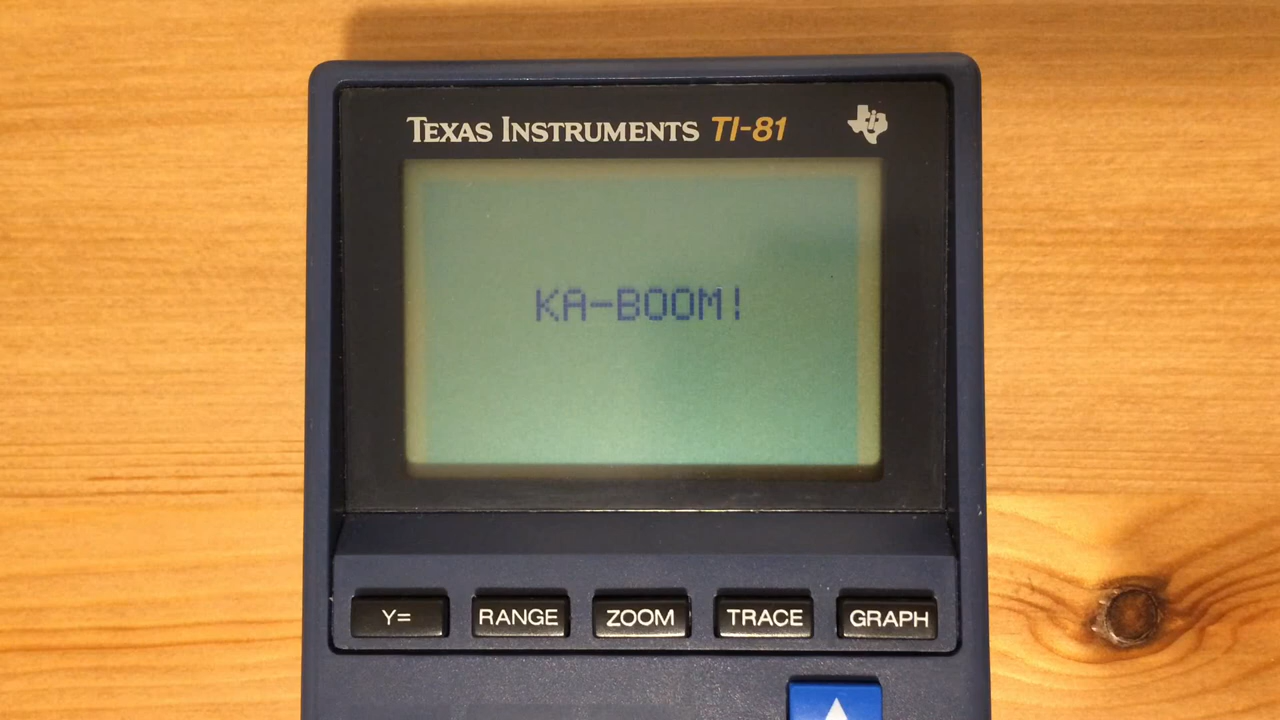 TEXAS INSTRUMENTS TI-81
KA-BOOM!
Y= RANGE ZOOM TRACE GRAPH